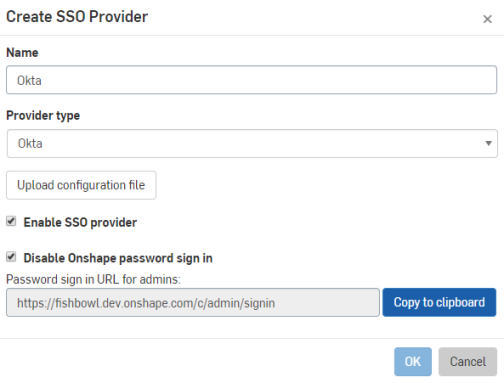 Create SSO Provider ×
Name
Okta
Provider type
Okta
Upload configuration file
Enable SSO provider
Disable Onshape password sign in
Password sign in URL for admins:
https://fishbowl.dev.onshape.com/c/admin/signin Copy to clipboard
OK Cancel